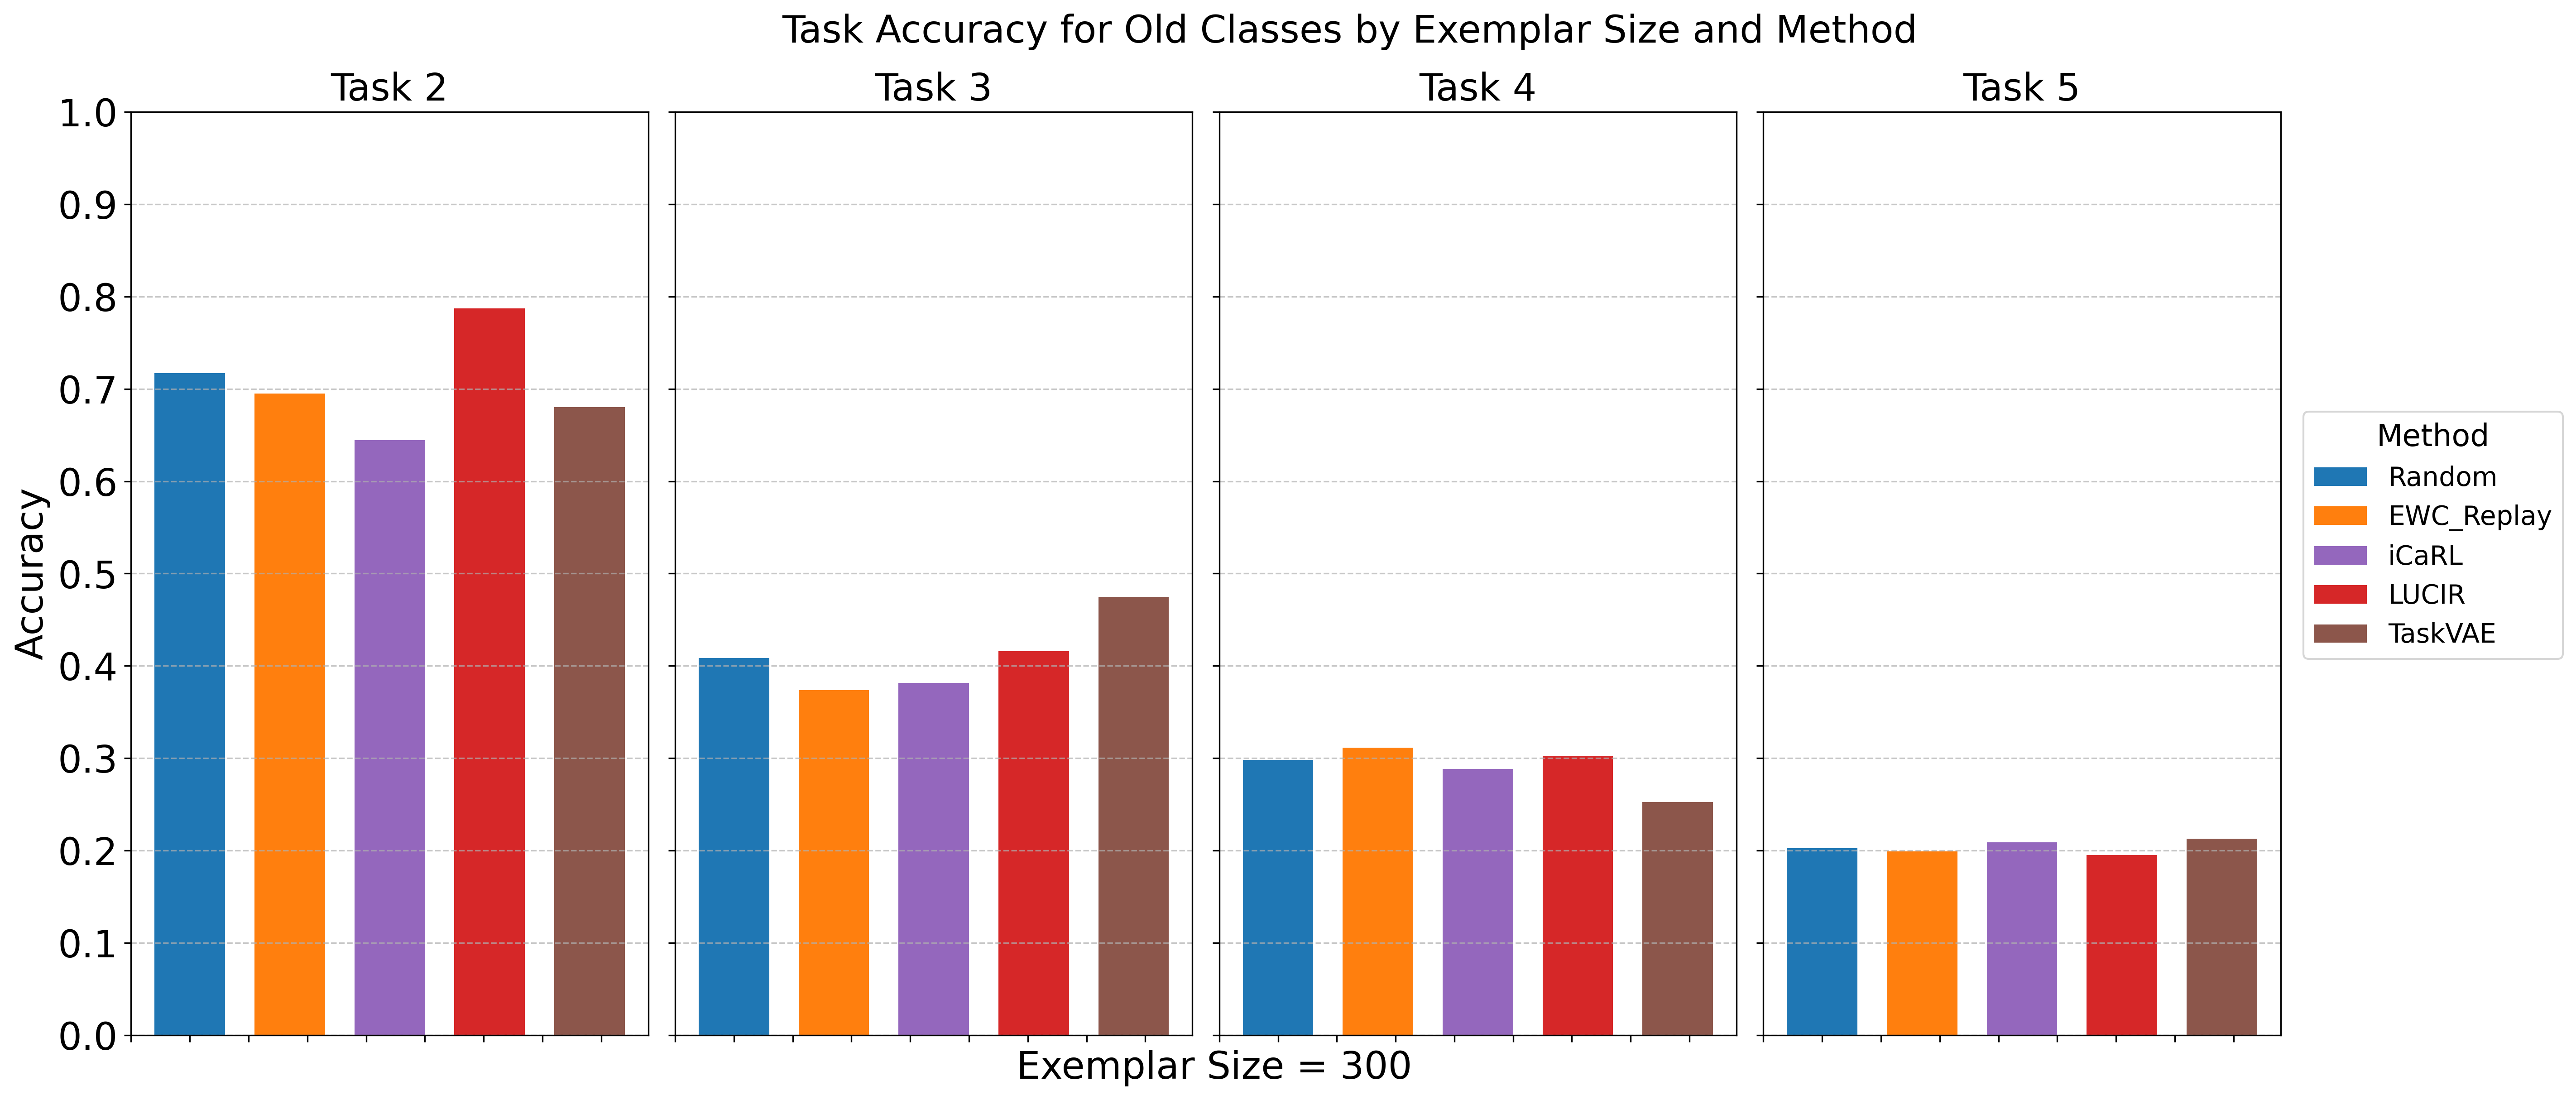 Task Accuracy for Old Classes by Exemplar Size and Method
Task 2
Task 3
Task 4
Task 5
1.0
0.9
0.8
0.7
0.6
0.5
0.4
0.3
0.2
0.1
0.0
Accuracy
Exemplar Size = 300
Method
Random
EWC_Replay
iCaRL
LUCIR
TaskVAE